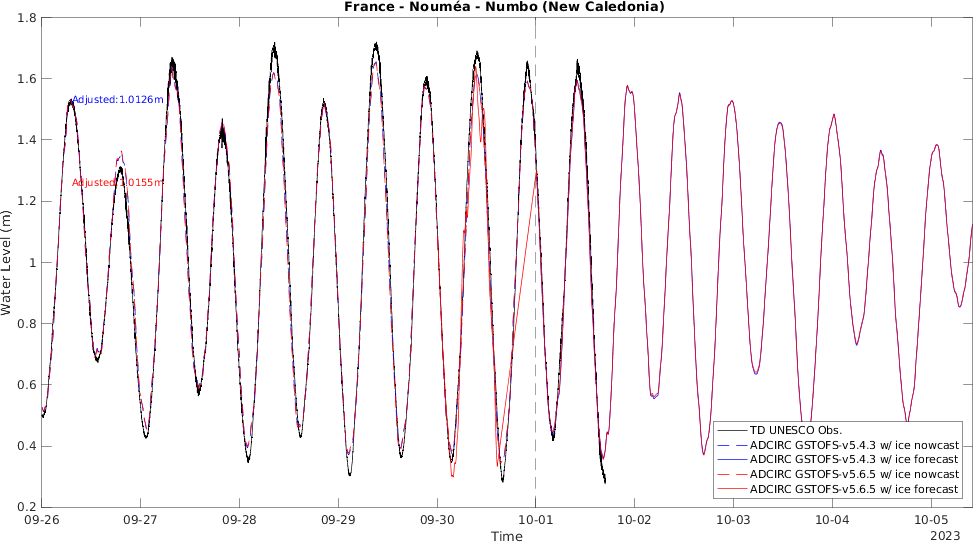 France - Nouméa - Numbo (New Caledonia)
1.8
1.6
1.4
1.2
1
0.8
0.6
0.4
0.2
Water Level (m)
Adjusted:1.0126m
Adjusted:1.0155m
TD UNESCO Obs.
ADCIRC GSTOFS-v5.4.3 w/ ice nowcast
ADCIRC GSTOFS-v5.4.3 w/ ice forecast
ADCIRC GSTOFS-v5.6.5 w/ ice nowcast
ADCIRC GSTOFS-v5.6.5 w/ ice forecast
09-26 09-27 09-28 09-29 09-30 10-01 10-02 10-03 10-04 10-05
Time
2023